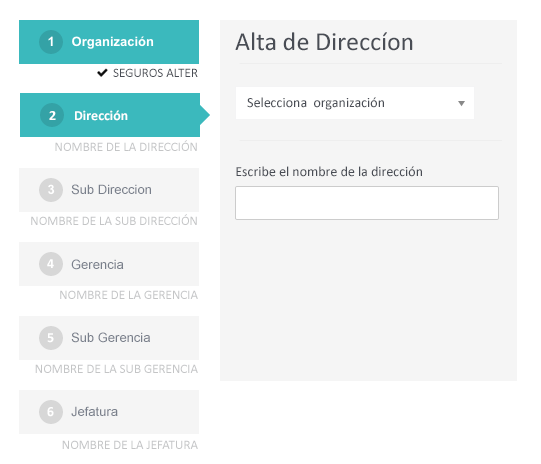 1 Organización
✔ SEGUROS ALTER
2 Dirección
NOMBRE DE LA DIRECCIÓN
3 Sub Direccion
NOMBRE DE LA SUB DIRECCIÓN
4 Gerencia
NOMBRE DE LA GERENCIA
5 Sub Gerencia
NOMBRE DE LA SUB GERENCIA
6 Jefatura
NOMBRE DE LA JEFATURA
Alta de Direccíon
Selecciona organización
Escribe el nombre de la dirección